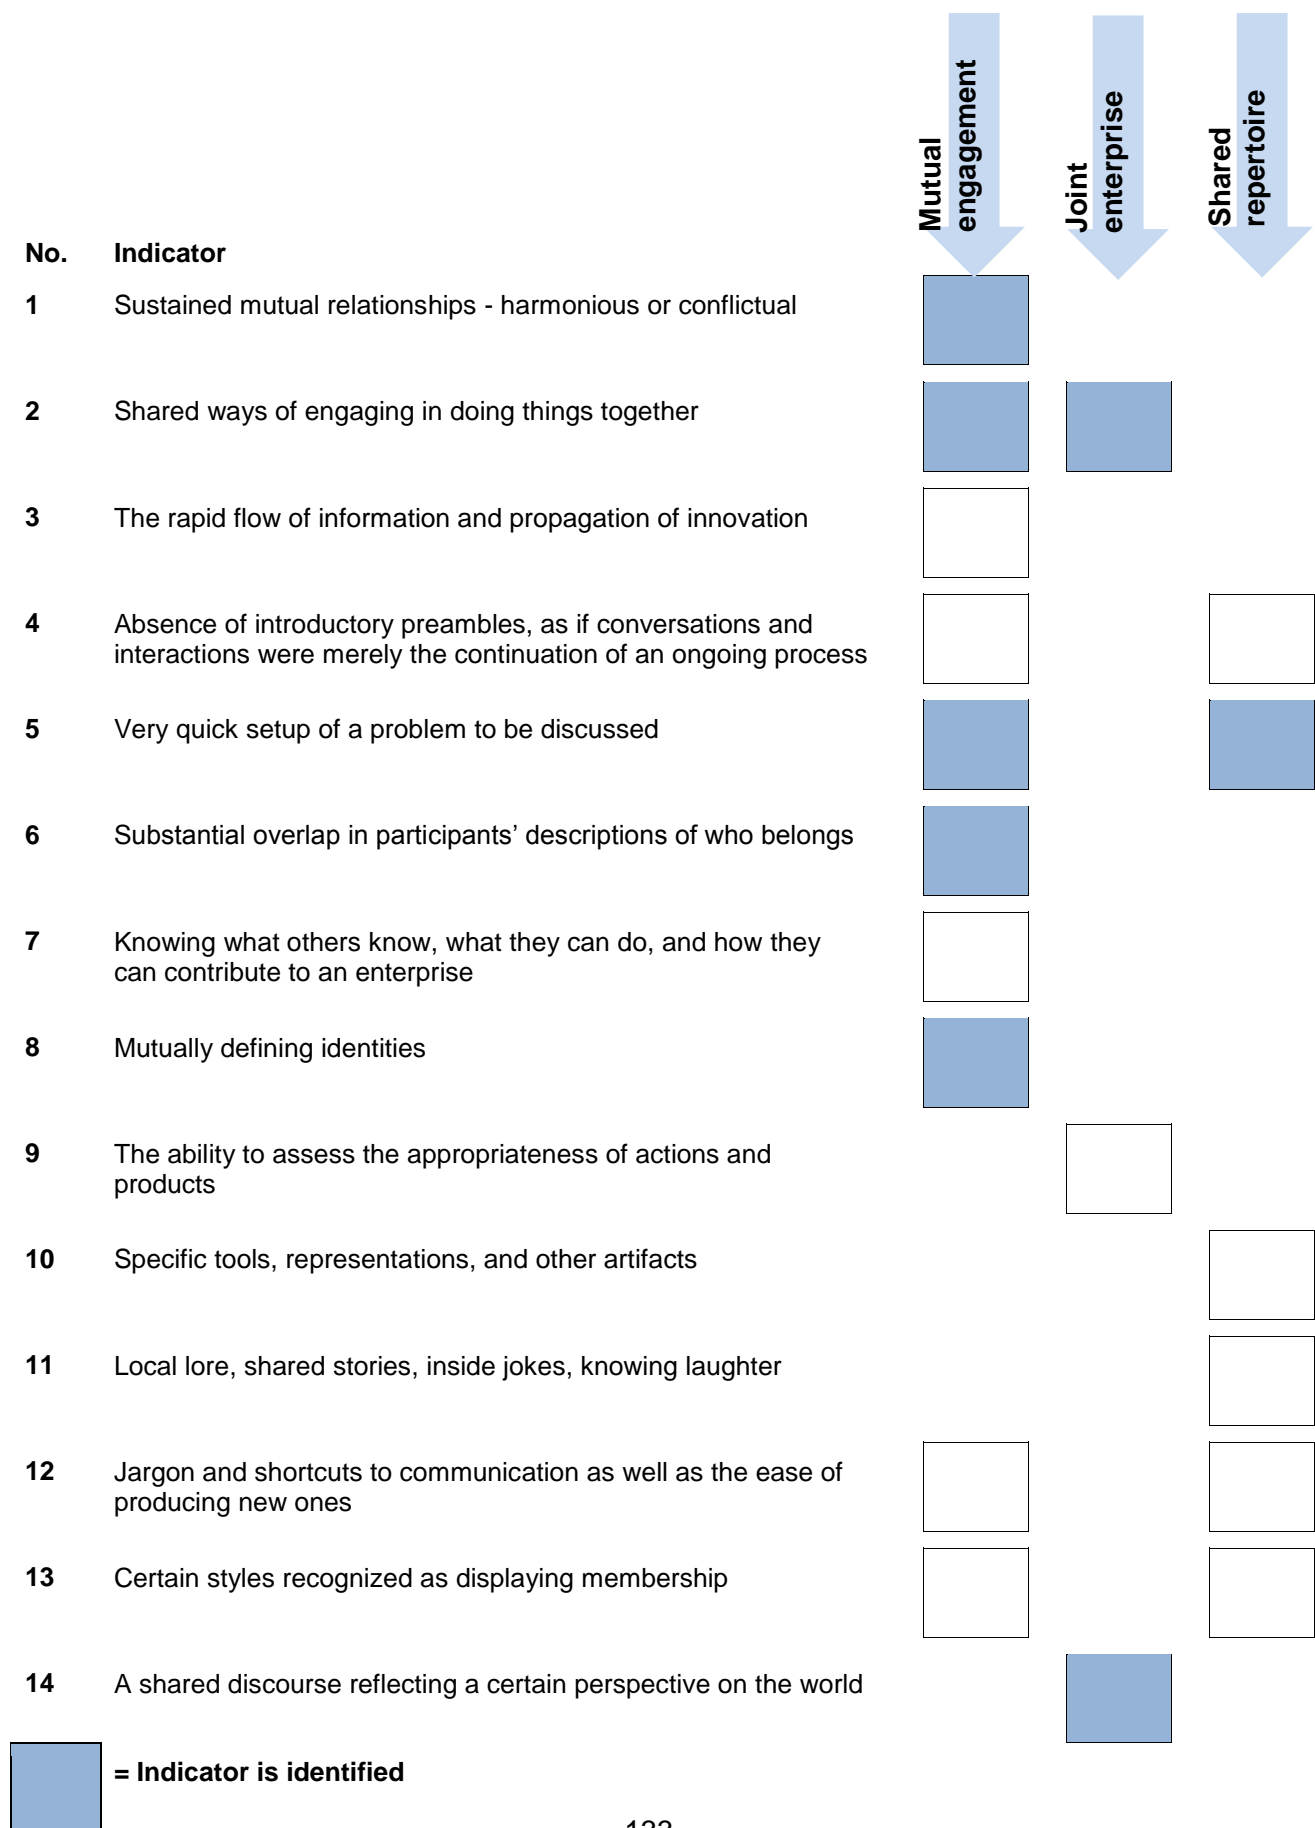 Mutual
engagement
Joint
enterprise
Shared
repertoire
No. Indicator
1 Sustained mutual relationships - harmonious or conflictual
2 Shared ways of engaging in doing things together
3 The rapid flow of information and propagation of innovation
4 Absence of introductory preambles, as if conversations and
interactions were merely the continuation of an ongoing process
5 Very quick setup of a problem to be discussed
6 Substantial overlap in participants’ descriptions of who belongs
7 Knowing what others know, what they can do, and how they
can contribute to an enterprise
8 Mutually defining identities
9 The ability to assess the appropriateness of actions and
products
10 Specific tools, representations, and other artifacts
11 Local lore, shared stories, inside jokes, knowing laughter
12 Jargon and shortcuts to communication as well as the ease of
producing new ones
13 Certain styles recognized as displaying membership
14 A shared discourse reflecting a certain perspective on the world
= Indicator is identified